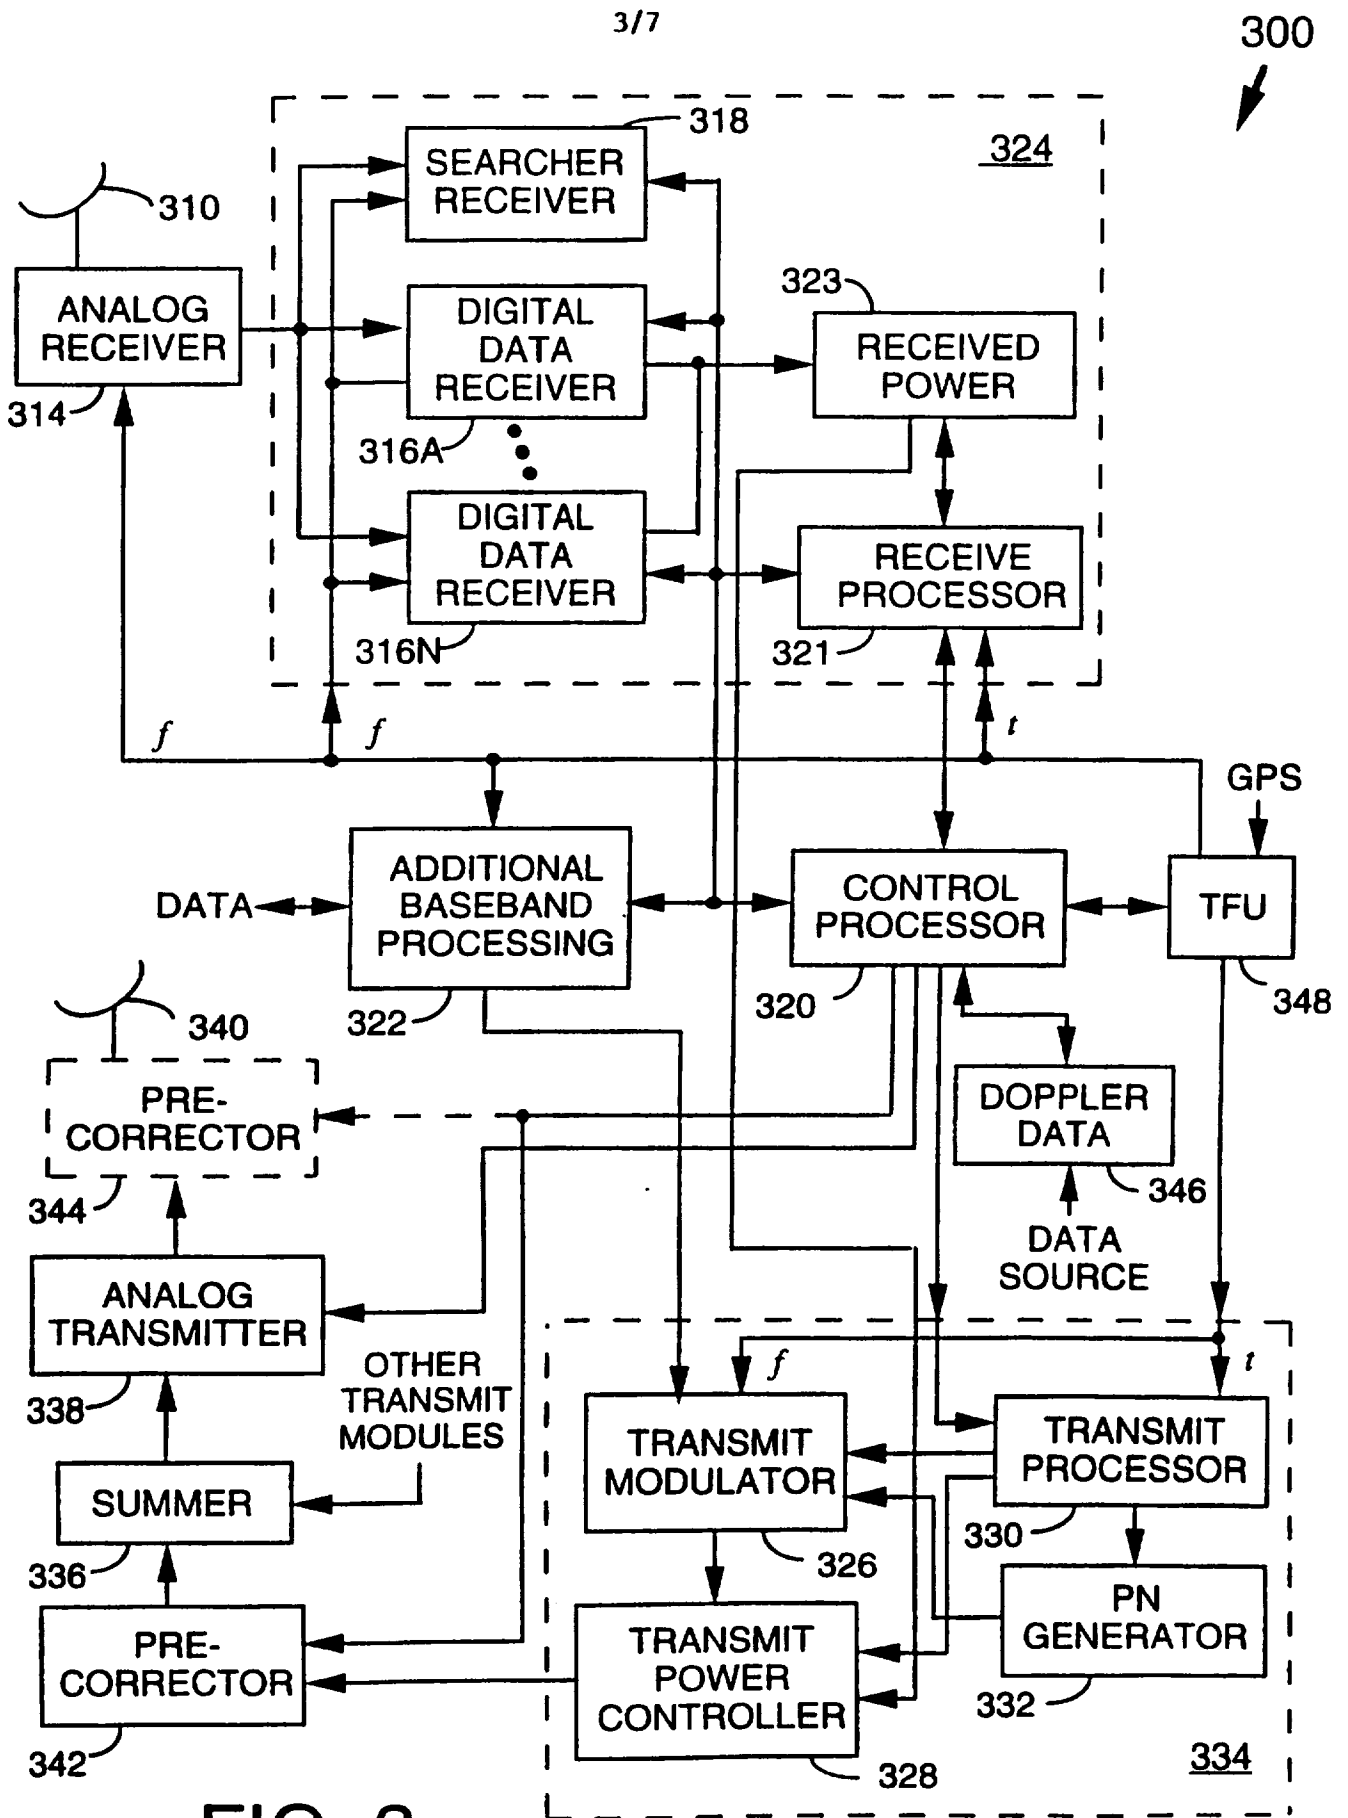 3/7
300
318
324
SEARCHER
RECEIVER
310
323
ANALOG
RECEIVER
314
DIGITAL
DATA
RECEIVER
316A
RECEIVED
POWER
DIGITAL
DATA
RECEIVER
316N
RECEIVE
PROCESSOR
321
f
f
t
GPS
DATA
ADDITIONAL
BASEBAND
PROCESSING
322
CONTROL
PROCESSOR
320
TFU
348
340
PRE-
CORRECTOR
344
DOPPLER
DATA
346
DATA
SOURCE
ANALOG
TRANSMITTER
338
OTHER
TRANSMIT
MODULES
f
t
SUMMER
336
TRANSMIT
MODULATOR
326
TRANSMIT
PROCESSOR
330
PRE-
CORRECTOR
342
TRANSMIT
POWER
CONTROLLER
328
PN
GENERATOR
332
334